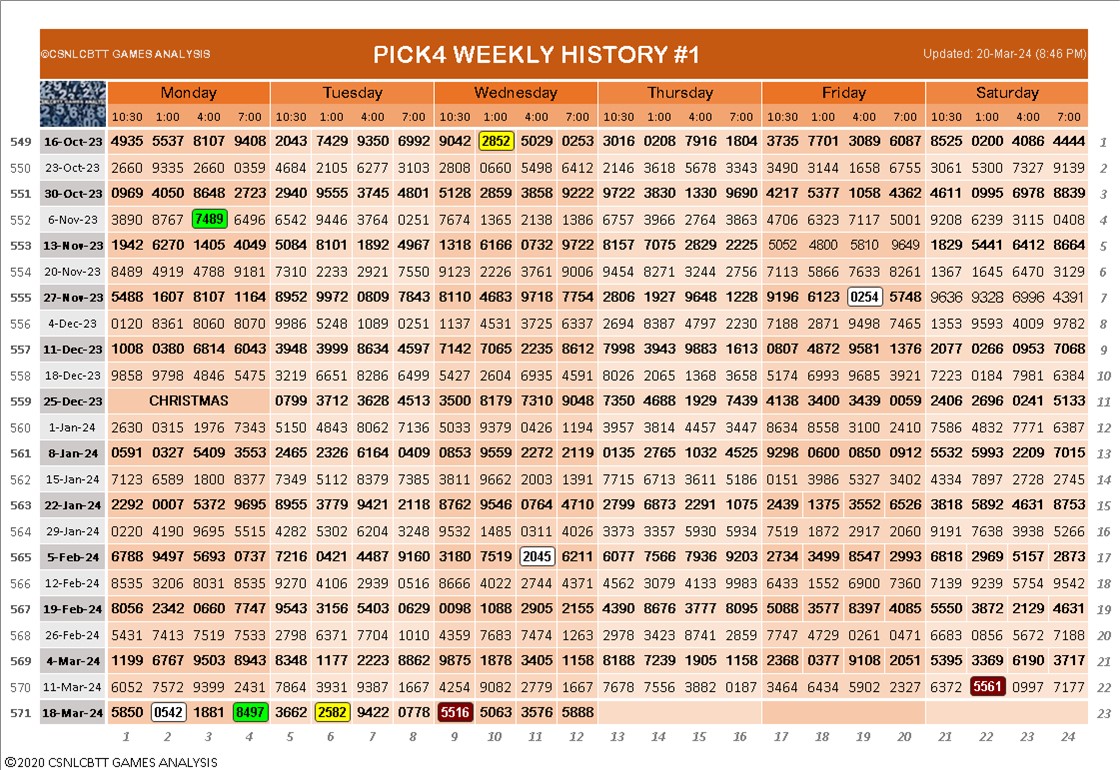 ©CSNLCBTT GAMES ANALYSIS PICK4 WEEKLY HISTORY #1 Updated: 20-Mar-24 (8:46 PM)
Monday Tuesday Wednesday Thursday Friday Saturday
10:30 1:00 4:00 7:00 10:30 1:00 4:00 7:00 10:30 1:00 4:00 7:00 10:30 1:00 4:00 7:00 10:30 1:00 4:00 7:00 10:30 1:00 4:00 7:00
549 16-Oct-23 4935 5537 8107 9408 2043 7429 9350 6992 9042 2852 5029 0253 3016 0208 7916 1804 3735 7701 3089 6087 8525 0200 4086 4444 1
550 23-Oct-23 2660 9335 2660 0359 4684 2105 6277 3103 2808 0660 5498 6412 2146 3618 5678 3343 3490 3144 1658 6755 3061 5300 7327 9139 2
551 30-Oct-23 0969 4050 8648 2723 2940 9555 3745 4801 5128 2859 3858 9222 9722 3830 1330 9690 4217 5377 1058 4362 4611 0995 6978 8839 3
552 6-Nov-23 3890 8767 7489 6496 6542 9446 3764 0251 7674 1365 2138 1386 6757 3966 2764 3863 4706 6323 7117 5001 9208 6239 3115 0408 4
553 13-Nov-23 1942 6270 1405 4049 5084 8101 1892 4967 1318 6166 0732 9722 8157 7075 2829 2225 5052 4800 5810 9649 1829 5441 6412 8664 5
554 20-Nov-23 8489 4919 4788 9181 7310 2233 2921 7550 9123 2226 3761 9006 9454 8271 3244 2756 7113 5866 7633 8261 1367 1645 6470 3129 6
555 27-Nov-23 5488 1607 8107 1164 8952 9972 0809 7843 8110 4683 9718 7754 2806 1927 9648 1228 9196 6123 0254 5748 9636 9328 6996 4391 7
556 4-Dec-23 0120 8361 8060 8070 9986 5248 1089 0251 1137 4531 3725 6337 2694 8387 4797 2230 7188 2871 9498 7465 1353 9593 4009 9782 8
557 11-Dec-23 1008 0380 6814 6043 3948 3999 8634 4597 7142 7065 2235 8612 7998 3943 9883 1613 0807 4872 9581 1376 2077 0266 0953 7068 9
558 18-Dec-23 9858 9798 4846 5475 3219 6651 8286 6499 5427 2604 6935 4591 8026 2065 1368 3658 5174 6993 9685 3921 7223 0184 7981 6384 10
559 25-Dec-23 CHRISTMAS 0799 3712 3628 4513 3500 8179 7310 9048 7350 4688 1929 7439 4138 3400 3439 0059 2406 2696 0241 5133 11
560 1-Jan-24 2630 0315 1976 7343 5150 4843 8062 7136 5033 9379 0426 1194 3957 3814 4457 3447 8634 8558 3100 2410 7586 4832 7771 6387 12
561 8-Jan-24 0591 0327 5409 3553 2465 2326 6164 0409 0853 9559 2272 2119 0135 2765 1032 4525 9298 0600 0850 0912 5532 5993 2209 7015 13
562 15-Jan-24 7123 6589 1800 8377 7349 5112 8379 7385 3811 9662 2003 1391 7715 6713 3611 5186 0151 3986 5327 3402 4334 7897 2728 2745 14
563 22-Jan-24 2292 0007 5372 9695 8955 3779 9421 2118 8762 9546 0764 4710 2799 6873 2291 1075 2439 1375 3552 6526 3818 5892 4631 8753 15
564 29-Jan-24 0220 4190 9695 5515 4282 5302 6204 3248 9532 1485 0311 4026 3373 3357 5930 5934 7519 1872 2917 2060 9191 7638 3938 5266 16
565 5-Feb-24 6788 9497 5693 0737 7216 0421 4487 9160 3180 7519 2045 6211 6077 7566 7936 9203 2734 3499 8547 2993 6818 2969 5157 2873 17
566 12-Feb-24 8535 3206 8031 8535 9270 4106 2939 0516 8666 4022 2744 4371 4562 3079 4133 9983 6433 1552 6900 7360 7139 9239 5754 9542 18
567 19-Feb-24 8056 2342 0660 7747 9543 3156 5403 0629 0098 1088 2905 2155 4390 8676 3777 8095 5088 3577 8397 4085 5550 3872 2129 4631 19
568 26-Feb-24 5431 7413 7519 7533 2798 6371 7704 1010 4359 7683 7474 1263 2978 3423 8741 2859 7747 4729 0261 0471 6683 0856 5672 7188 20
569 4-Mar-24 1199 6767 9503 8943 8348 1177 2223 8862 9875 1878 3405 1158 8188 7239 1905 1158 2368 0377 9108 2051 5395 3369 6190 3717 21
570 11-Mar-24 6052 7572 9399 2431 7864 3931 9387 1667 4254 9082 2779 1667 7678 7556 3882 0187 3464 6434 5902 2327 6372 5561 0997 7177 22
571 18-Mar-24 5850 0542 1881 8497 3662 2582 9422 0778 5516 5063 3576 5888 23
1 2 3 4 5 6 7 8 9 10 11 12 13 14 15 16 17 18 19 20 21 22 23 24
©2020 CSNLCBTT GAMES ANALYSIS